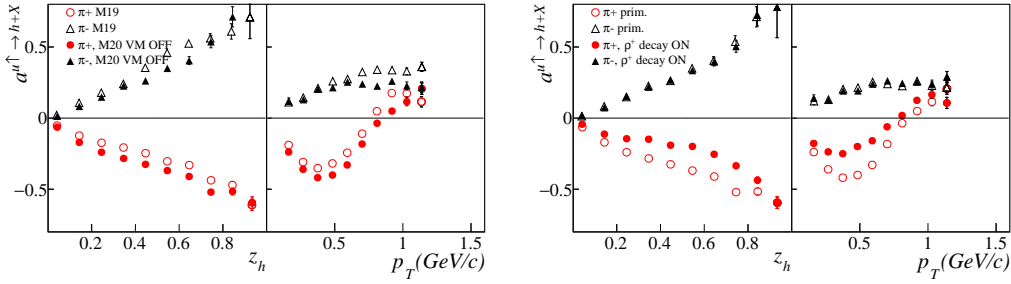 a^{u↑→h+X}
0.5
0
−0.5
π+ M19
π- M19
π+, M20 VM OFF
π-, M20 VM OFF
0.2 0.4 0.6 0.8
z_h
0.5 1 1.5
p_T (GeV/c)
a^{u↑→h+X}
0.5
0
−0.5
π+ prim.
π- prim.
π+, ρ⁺ decay ON
π-, ρ⁺ decay ON
0.2 0.4 0.6 0.8
z_h
0.5 1 1.5
p_T (GeV/c)